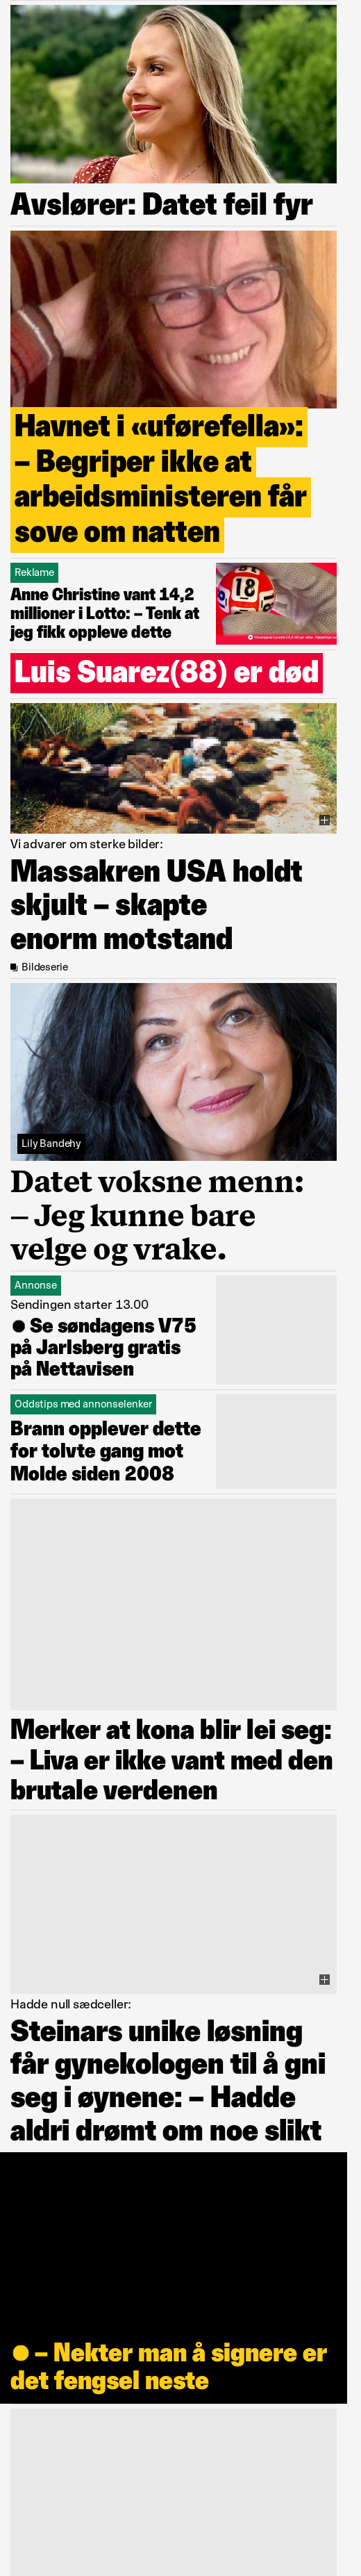 Avslører: Datet feil fyr
Havnet i «uførefella»:
– Begriper ikke at
arbeidsministeren får
sove om natten
Reklame
Anne Christine vant 14,2
millioner i Lotto: – Tenk at
jeg fikk oppleve dette
18
Luis Suarez(88) er død
Vi advarer om sterke bilder:
Massakren USA holdt
skjult – skapte
enorm motstand
Bildeserie
Lily Bandehy
Datet voksne menn:
– Jeg kunne bare
velge og vrake.
Annonse
Sendingen starter 13.00
● Se søndagens V75
på Jarlsberg gratis
på Nettavisen
Oddstips med annonselenker
Brann opplever dette
for tolvte gang mot
Molde siden 2008
Merker at kona blir lei seg:
– Liva er ikke vant med den
brutale verdenen
Hadde null sædceller:
Steinars unike løsning
får gynekologen til å gni
seg i øynene: – Hadde
aldri drømt om noe slikt
● – Nekter man å signere er
det fengsel neste